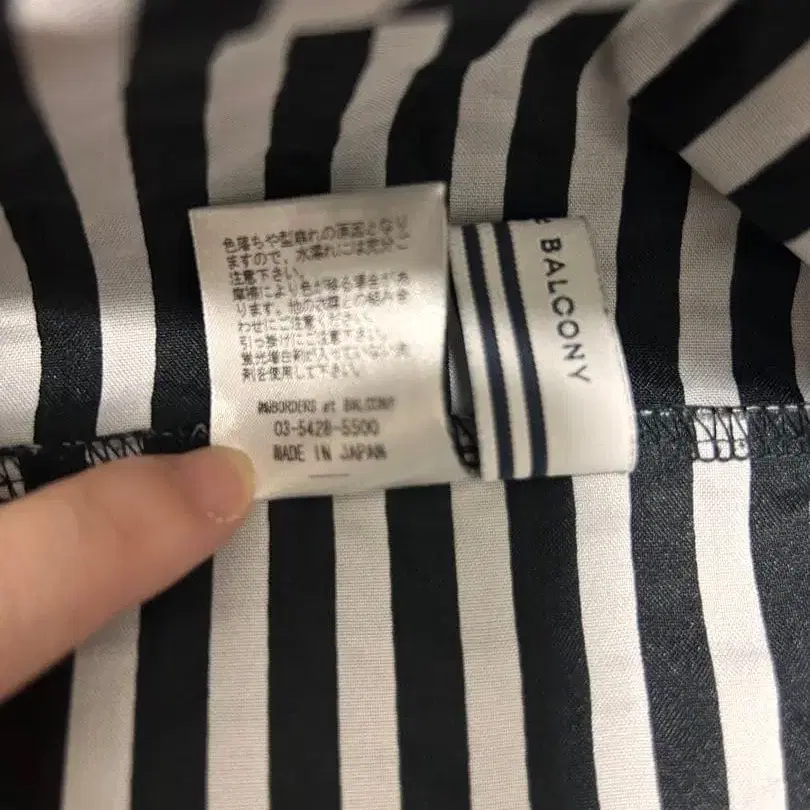 色落ちや型崩れの原因となり
ますので、水濡れには充分ご
注意下さい。
摩擦により色が移る場合があ
ります。他の衣類との組み合
わせにご注意ください。
引っ掛けにご注意下さい。
蛍光増白剤が入っていない洗
剤を使用して下さい。
BORDERS at BALCONY
03-5428-5500
MADE IN JAPAN
BALCONY